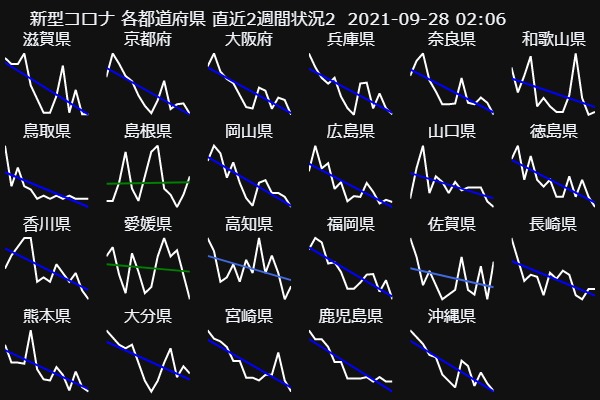 新型コロナ 各都道府県 直近2週間状況2 2021-09-28 02:06
滋賀県 京都府 大阪府 兵庫県 奈良県 和歌山県
鳥取県 島根県 岡山県 広島県 山口県 徳島県
香川県 愛媛県 高知県 福岡県 佐賀県 長崎県
熊本県 大分県 宮崎県 鹿児島県 沖縄県